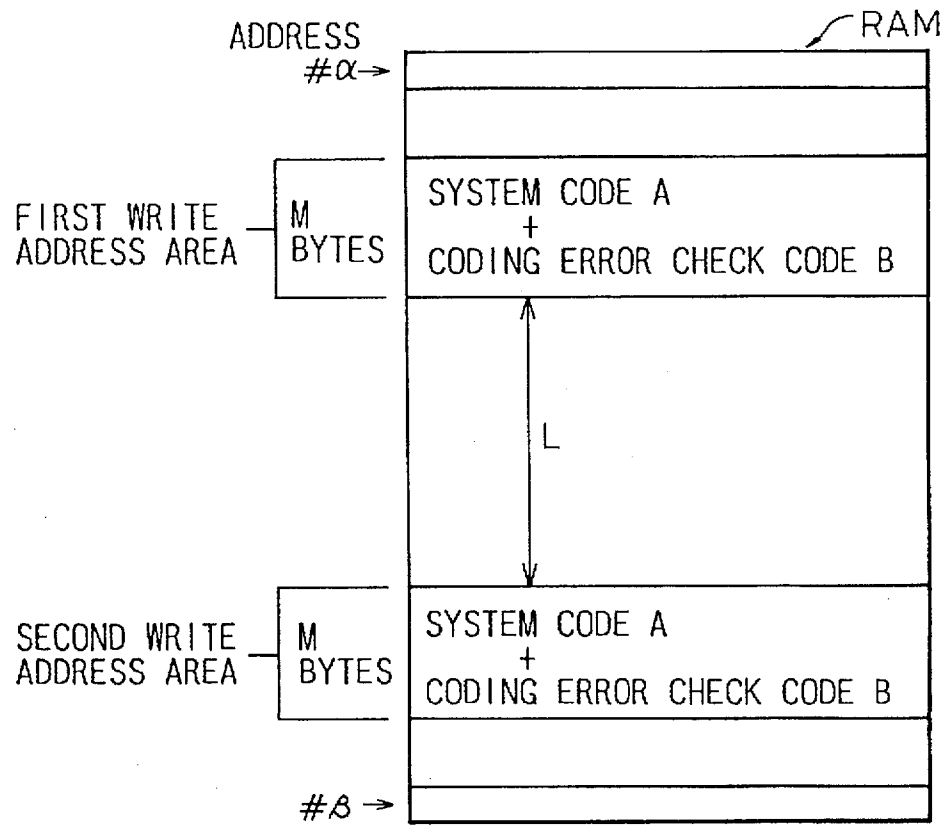 RAM
ADDRESS
#α→
FIRST WRITE
ADDRESS AREA
M
BYTES
SYSTEM CODE A
+
CODING ERROR CHECK CODE B
L
SECOND WRITE
ADDRESS AREA
M
BYTES
SYSTEM CODE A
+
CODING ERROR CHECK CODE B
#β→